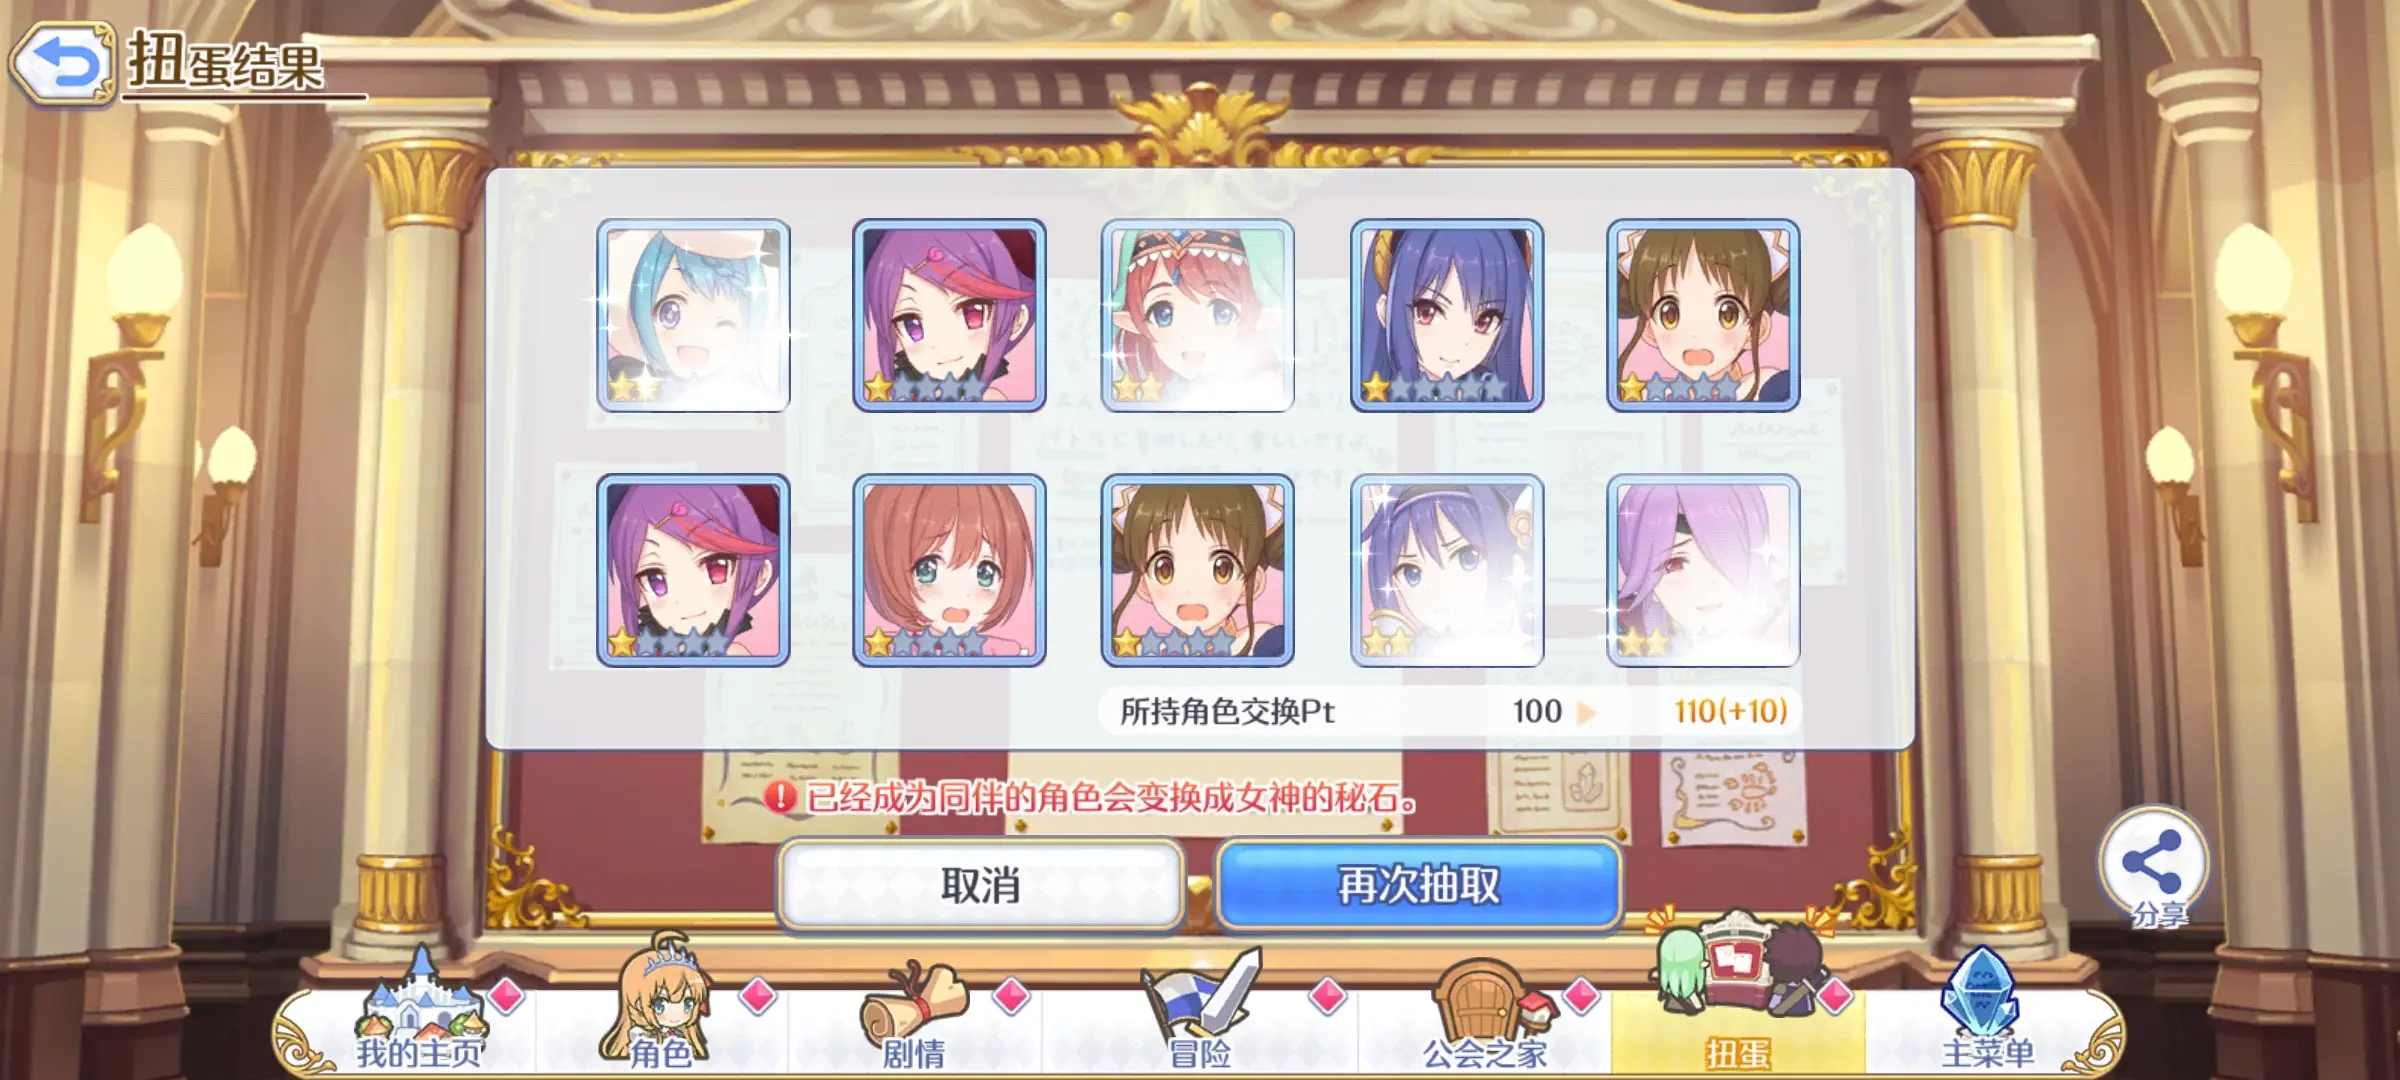 扭蛋结果
所持角色交换Pt 100 110(+10)
已经成为同伴的角色会变换成女神的秘石。
取消
再次抽取
分享
我的主页
角色
剧情
冒险
公会之家
扭蛋
主菜单